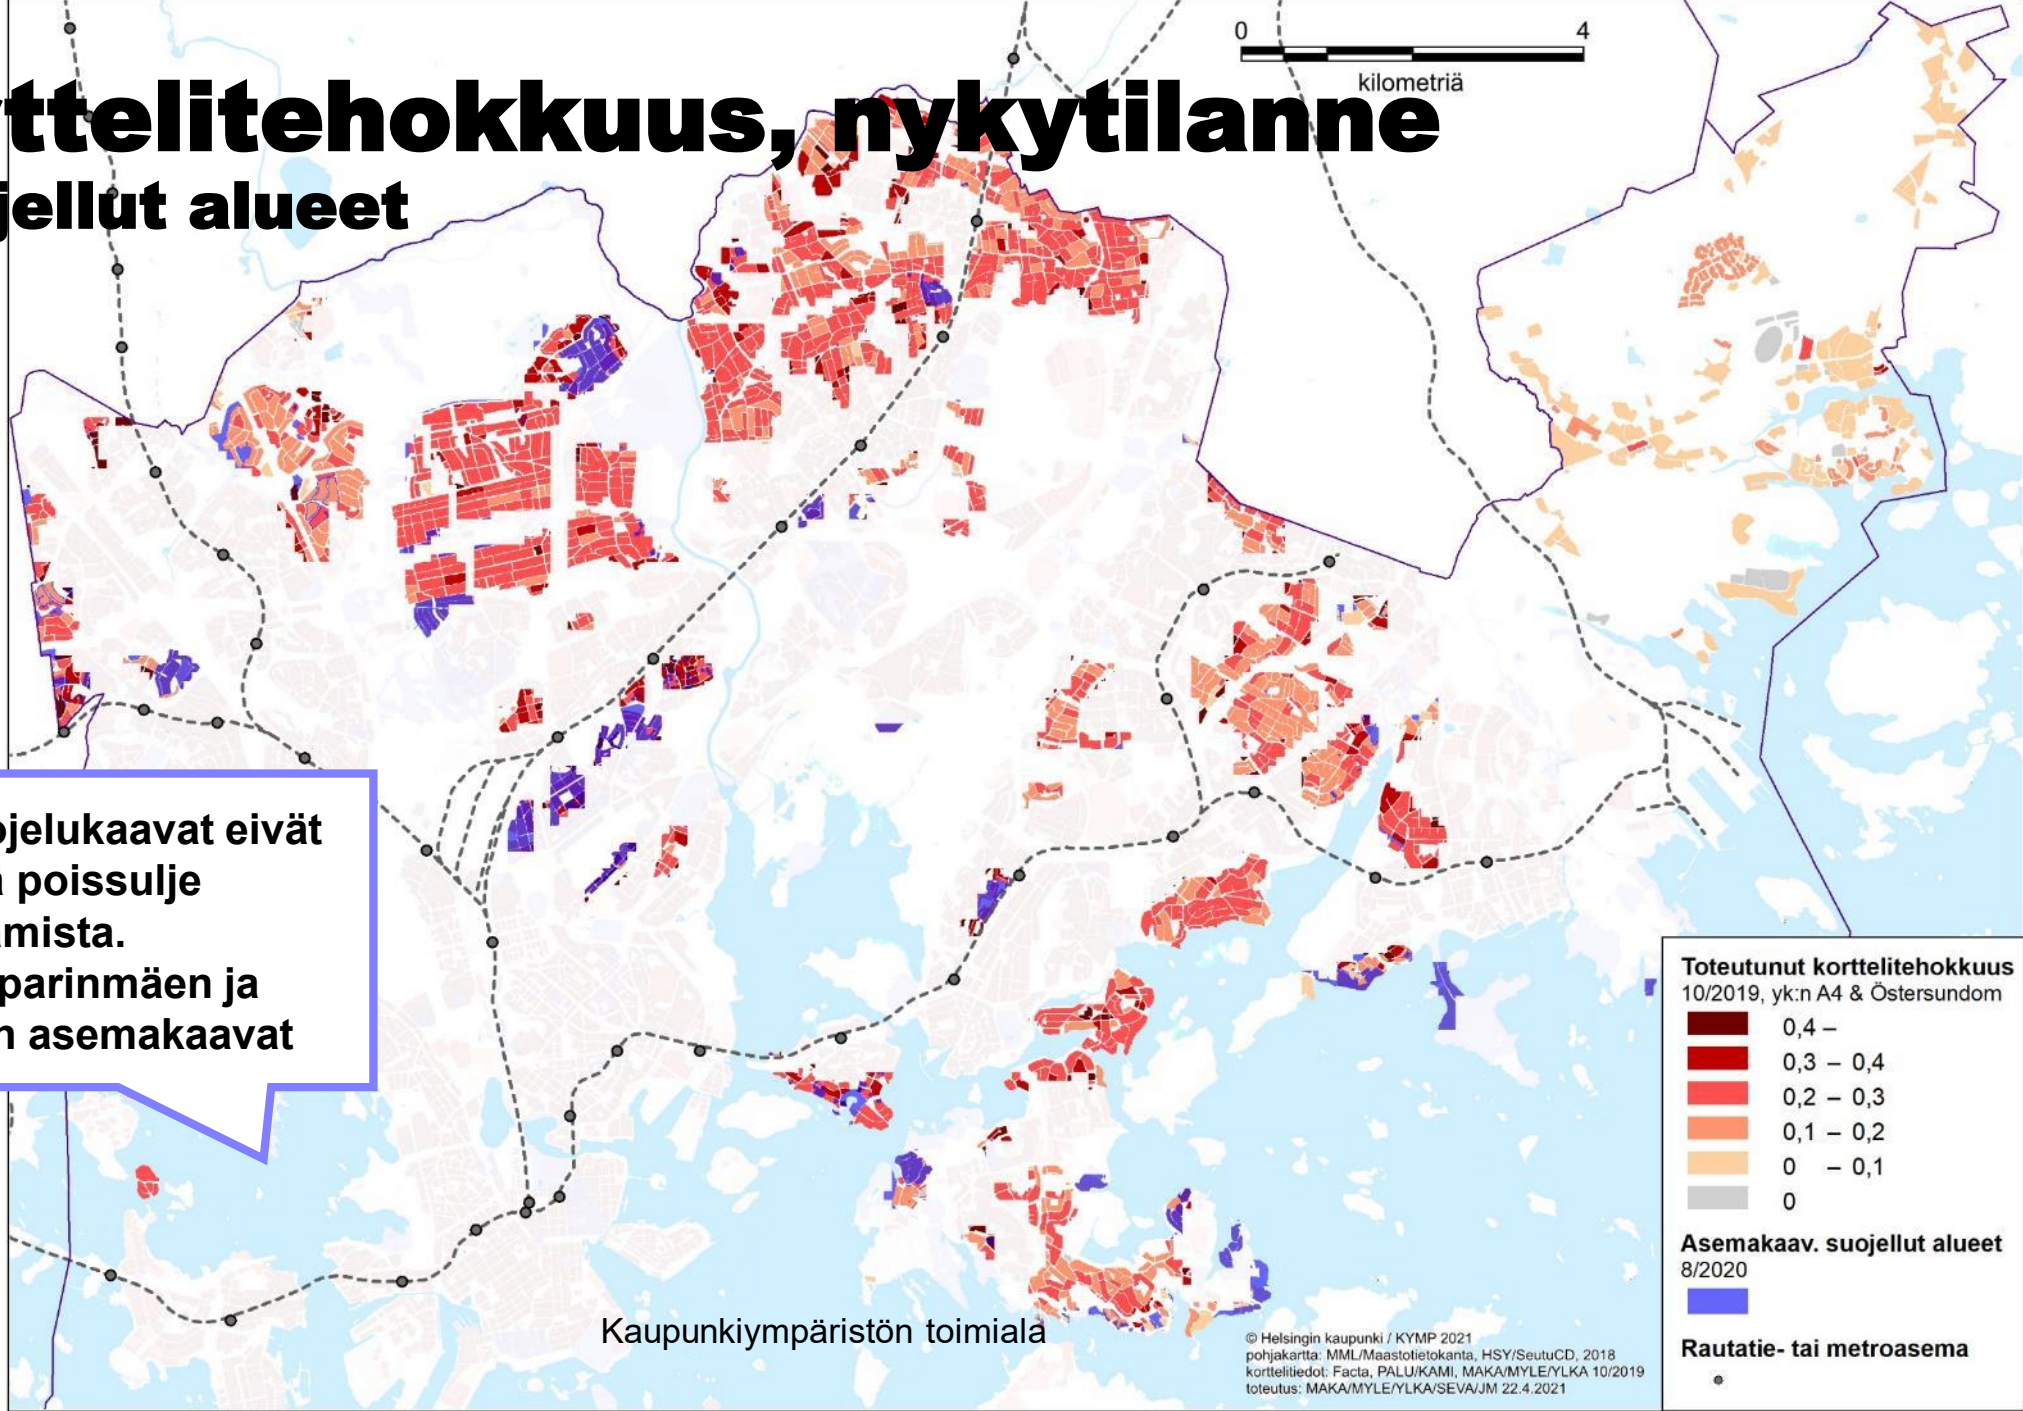 0 4
kilometriä
ttelitehokkuus, nykytilanne
jellut alueet
ojelukaavat eivät
poissulje
mista.
parinmäen ja
n asemakaavat
Toteutunut korttelitehokkuus
10/2019, yk:n A4 & Östersundom
0,4 –
0,3 – 0,4
0,2 – 0,3
0,1 – 0,2
0 – 0,1
0
Asemakaav. suojellut alueet
8/2020
Rautatie- tai metroasema
Kaupunkiympäristön toimiala
© Helsingin kaupunki / KYMP 2021
pohjakartta: MML/Maastotietokanta, HSY/SeutuCD, 2018
korttelitiedot: Facta, PALU/KAMI, MAKA/MYLE/YLKA 10/2019
toteutus: MAKA/MYLE/YLKA/SEVA/JM 22.4.2021